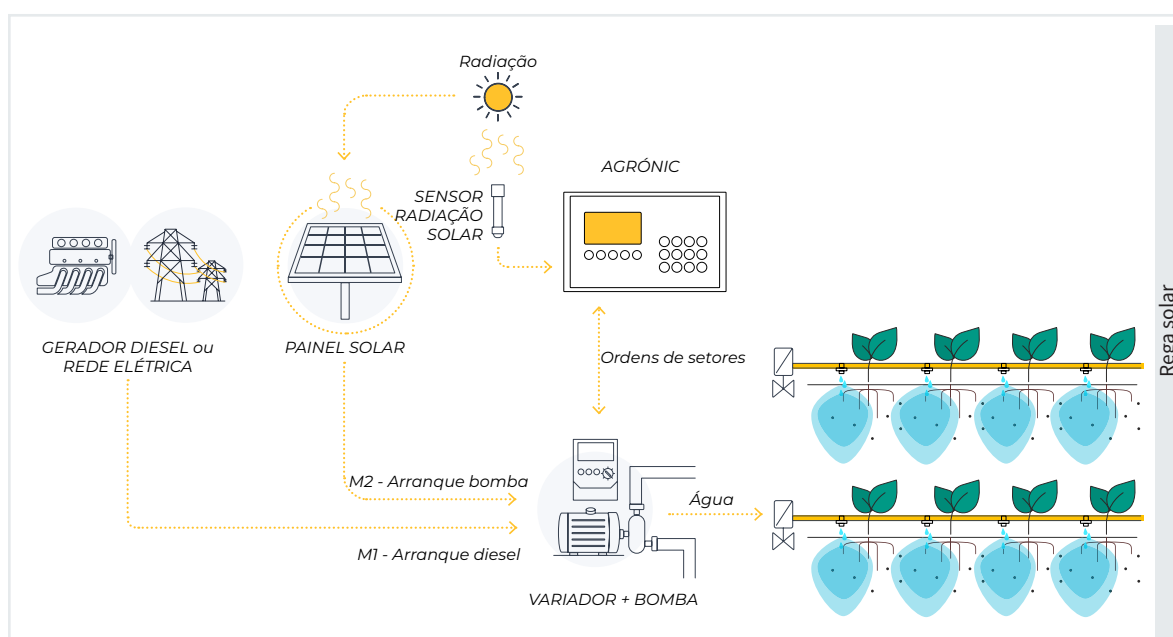 Radiação
AGRÓNIC
SENSOR
RADIAÇÃO
SOLAR
GERADOR DIESEL ou
REDE ELÉTRICA
PAINEL SOLAR
Ordens de setores
Rega solar
M2 - Arranque bomba
Água
M1 - Arranque diesel
VARIADOR + BOMBA